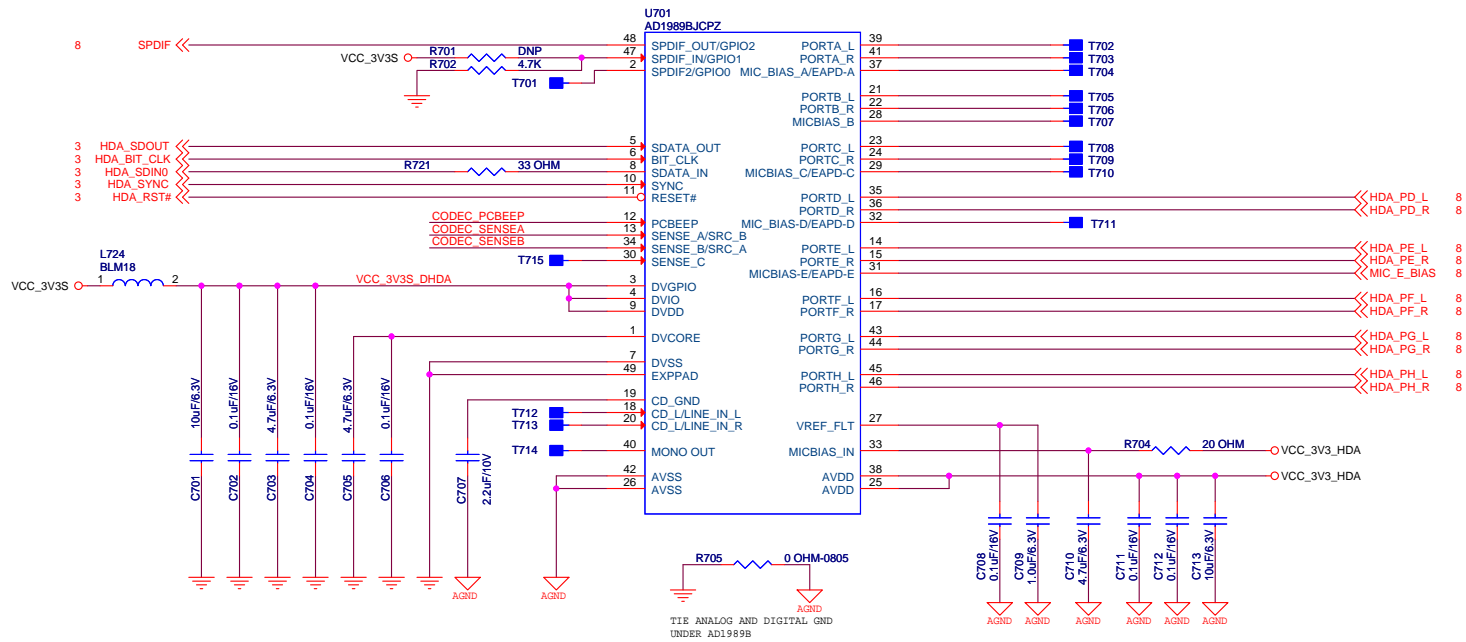 U701
AD1989BJCPZ
8 SPDIF
48 SPDIF_OUT/GPIO2
VCC_3V3S R701 DNP
47 SPDIF_IN/GPIO1
R702 4.7K
2 SPDIF2/GPIO0
T701
PORTA_L 39 T702
PORTA_R 41 T703
MIC_BIAS_A/EAPD-A 37 T704
PORTB_L 21 T705
PORTB_R 22 T706
MICBIAS_B 28 T707
3 HDA_SDOUT 5 SDATA_OUT
3 HDA_BIT_CLK 6 BIT_CLK
3 HDA_SDIN0 R721 33 OHM 8 SDATA_IN
3 HDA_SYNC 10 SYNC
3 HDA_RST# 11 RESET#
PORTC_L 23 T708
PORTC_R 24 T709
MICBIAS_C/EAPD-C 29 T710
PORTD_L 35 HDA_PD_L 8
PORTD_R 36 HDA_PD_R 8
MIC_BIAS-D/EAPD-D 32 T711
CODEC_PCBEEP 12 PCBEEP
CODEC_SENSEA 13 SENSE_A/SRC_B
CODEC_SENSEB 34 SENSE_B/SRC_A
T715 30 SENSE_C
PORTE_L 14 HDA_PE_L 8
PORTE_R 15 HDA_PE_R 8
MICBIAS-E/EAPD-E 31 MIC_E_BIAS 8
L724
BLM18
VCC_3V3S 1 2 VCC_3V3S_DHDA 3 DVGPIO
4 DVIO
9 DVDD
PORTF_L 16 HDA_PF_L 8
PORTF_R 17 HDA_PF_R 8
1 DVCORE
PORTG_L 43 HDA_PG_L 8
PORTG_R 44 HDA_PG_R 8
7 DVSS
49 EXPPAD
PORTH_L 45 HDA_PH_L 8
PORTH_R 46 HDA_PH_R 8
19 CD_GND
T712 18 CD_L/LINE_IN_L
T713 20 CD_L/LINE_IN_R
VREF_FLT 27
T714 40 MONO OUT
MICBIAS_IN 33 R704 20 OHM VCC_3V3_HDA
42 AVSS
26 AVSS
AVDD 38 VCC_3V3_HDA
AVDD 25
C701 10uF/6.3V
C702 0.1uF/16V
C703 4.7uF/6.3V
C704 0.1uF/16V
C705 4.7uF/6.3V
C706 0.1uF/16V
C707 2.2uF/10V
C708 0.1uF/16V
C709 1.0uF/6.3V
C710 4.7uF/6.3V
C711 0.1uF/16V
C712 0.1uF/16V
C713 10uF/6.3V
R705 0 OHM-0805
AGND
AGND
AGND
AGND
AGND
AGND
AGND
AGND
AGND
TIE ANALOG AND DIGITAL GND
UNDER AD1989B